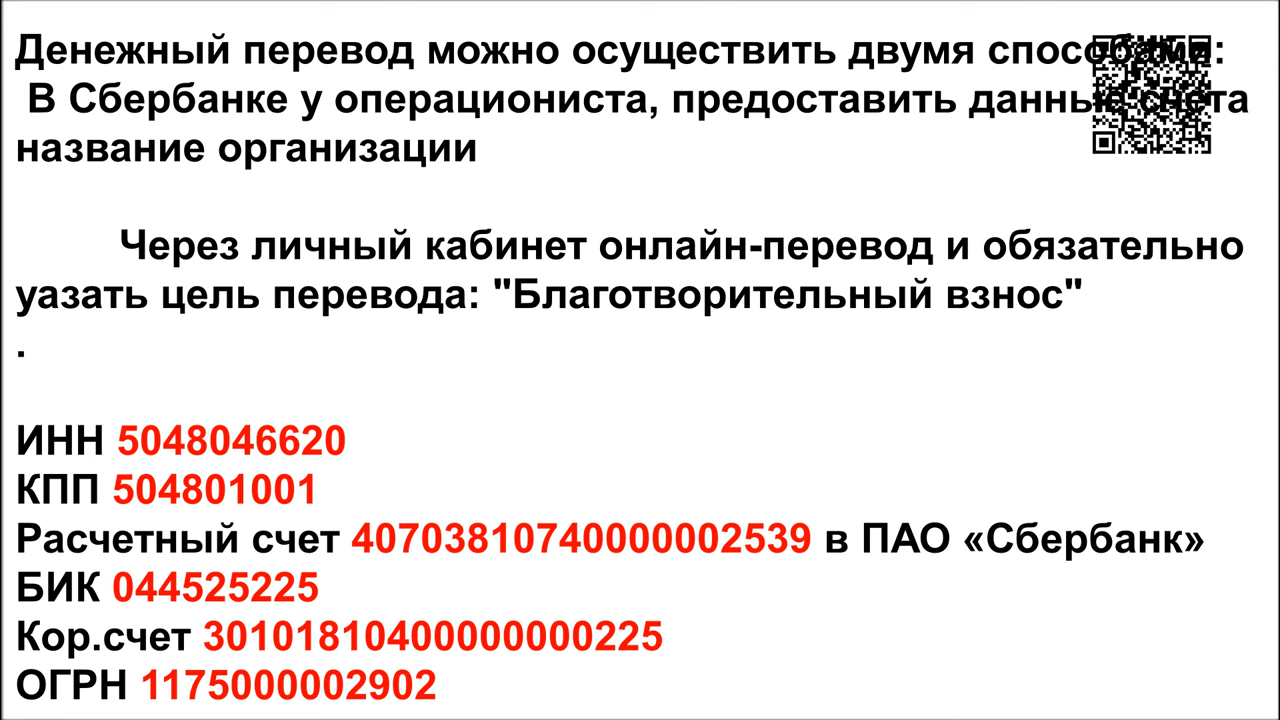 Денежный перевод можно осуществить двумя способами:
В Сбербанке у операциониста, предоставить данные счета
название организации
Через личный кабинет онлайн-перевод и обязательно
уазать цель перевода: "Благотворительный взнос"
.
ИНН 5048046620
КПП 504801001
Расчетный счет 40703810740000002539 в ПАО «Сбербанк»
БИК 044525225
Кор.счет 30101810400000000225
ОГРН 1175000002902